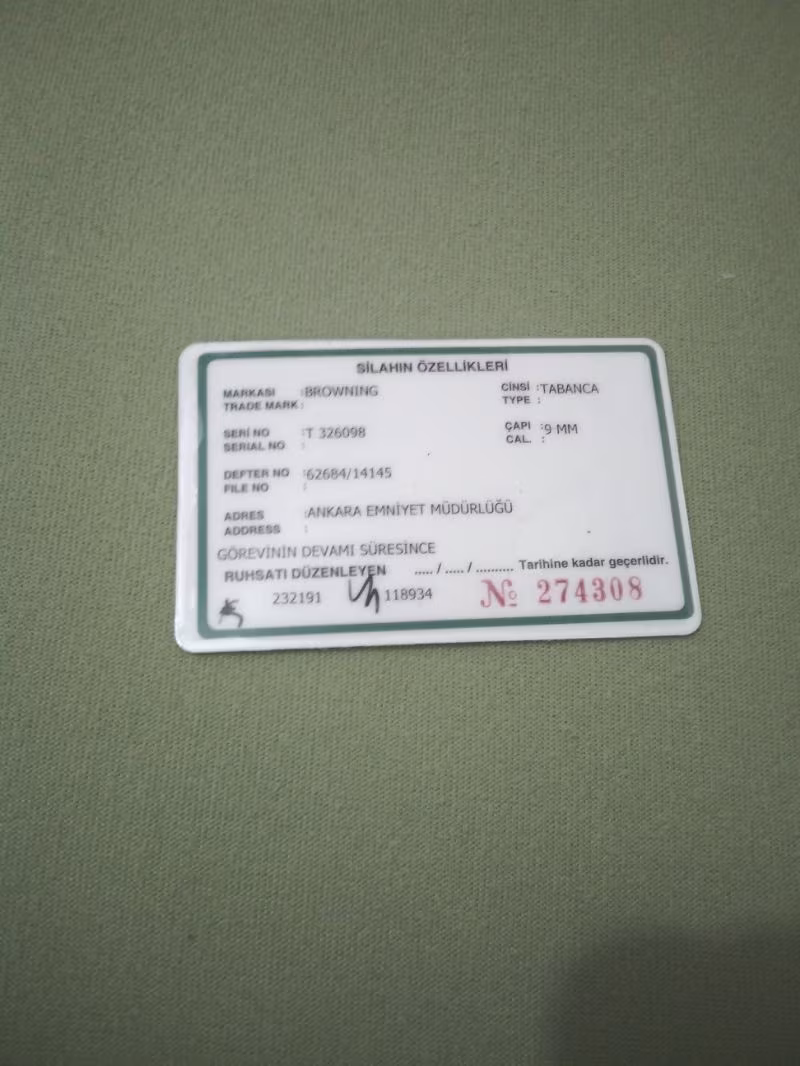 SİLAHIN ÖZELLİKLERİ
MARKASI :BROWNING CİNSİ :TABANCA
TRADE MARK : TYPE :
SERİ NO :T 326098 ÇAPI :9 MM
SERIAL NO : CAL. :
DEFTER NO :62684/14145
FILE NO :
ADRES :ANKARA EMNİYET MÜDÜRLÜĞÜ
ADDRESS :
GÖREVİNİN DEVAMI SÜRESİNCE
RUHSATI DÜZENLEYEN ..... / ..... / .......... Tarihine kadar geçerlidir.
232191 118934 № 274308